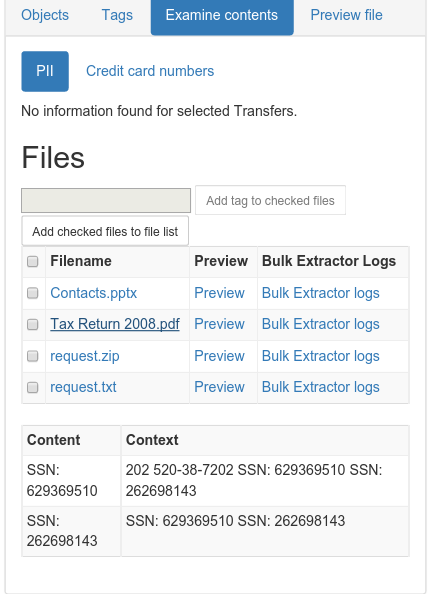 Objects Tags Examine contents Preview file
PII Credit card numbers
No information found for selected Transfers.
Files
Add tag to checked files
Add checked files to file list
Filename Preview Bulk Extractor Logs
Contacts.pptx Preview Bulk Extractor logs
Tax Return 2008.pdf Preview Bulk Extractor logs
request.zip Preview Bulk Extractor logs
request.txt Preview Bulk Extractor logs
Content Context
SSN: 202 520-38-7202 SSN: 629369510 SSN:
629369510 262698143
SSN: SSN: 629369510 SSN: 262698143
262698143